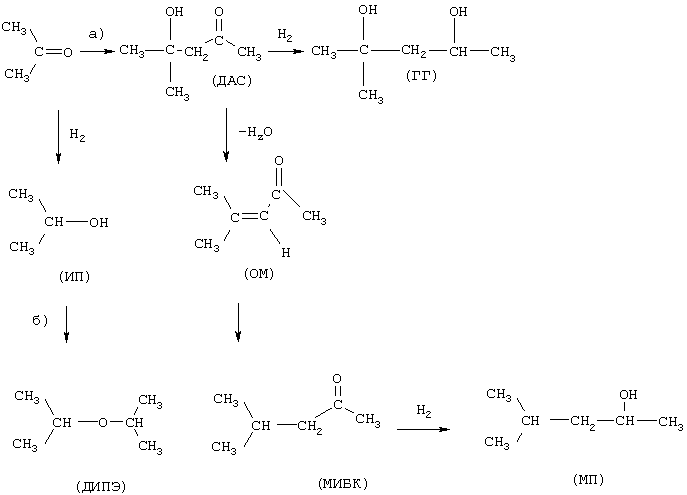 CH₃ OH O OH OH
C=O а) CH₃ C CH₂ C CH₃ H₂ CH₃ C CH₂ CH CH₃
CH₃ CH₃ (ДАС) CH₃ (ГГ)
H₂ −H₂O
CH₃ CH₃ O
CH—OH C=C C CH₃
CH₃ CH₃ H
(ИП) (ОМ)
б)
CH₃ CH₃ CH₃ O CH₃ OH
CH—O—CH CH CH₂ C CH₃ H₂ CH CH₂ CH CH₃
CH₃ CH₃ CH₃ CH₃
(ДИПЭ) (МИВК) (МП)